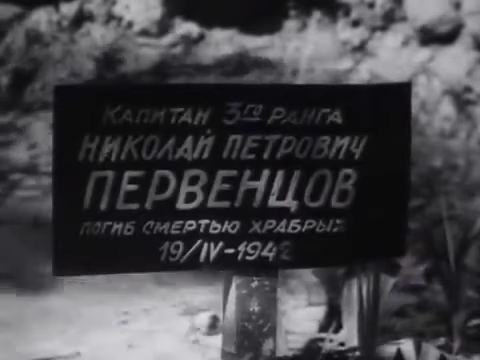 Капитан 3го ранга
Николай Петрович
Первенцов
погиб смертью храбрых
19/IV-1942